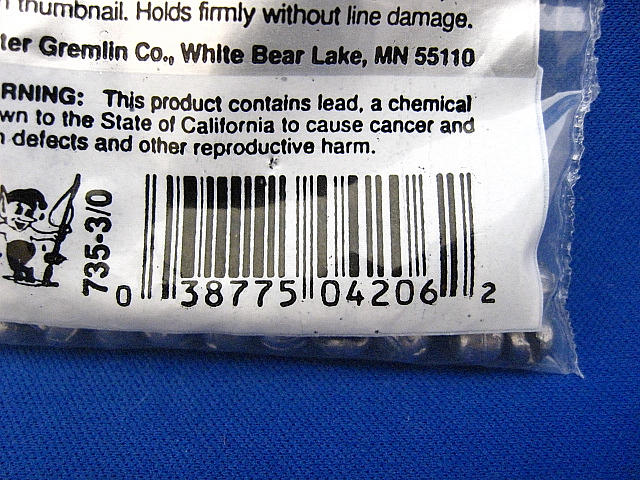 thumbnail. Holds firmly without line damage.
ter Gremlin Co., White Bear Lake, MN 55110
RNING: This product contains lead, a chemical
wn to the State of California to cause cancer and
defects and other reproductive harm.
735-3/0
0 38775 04206 2